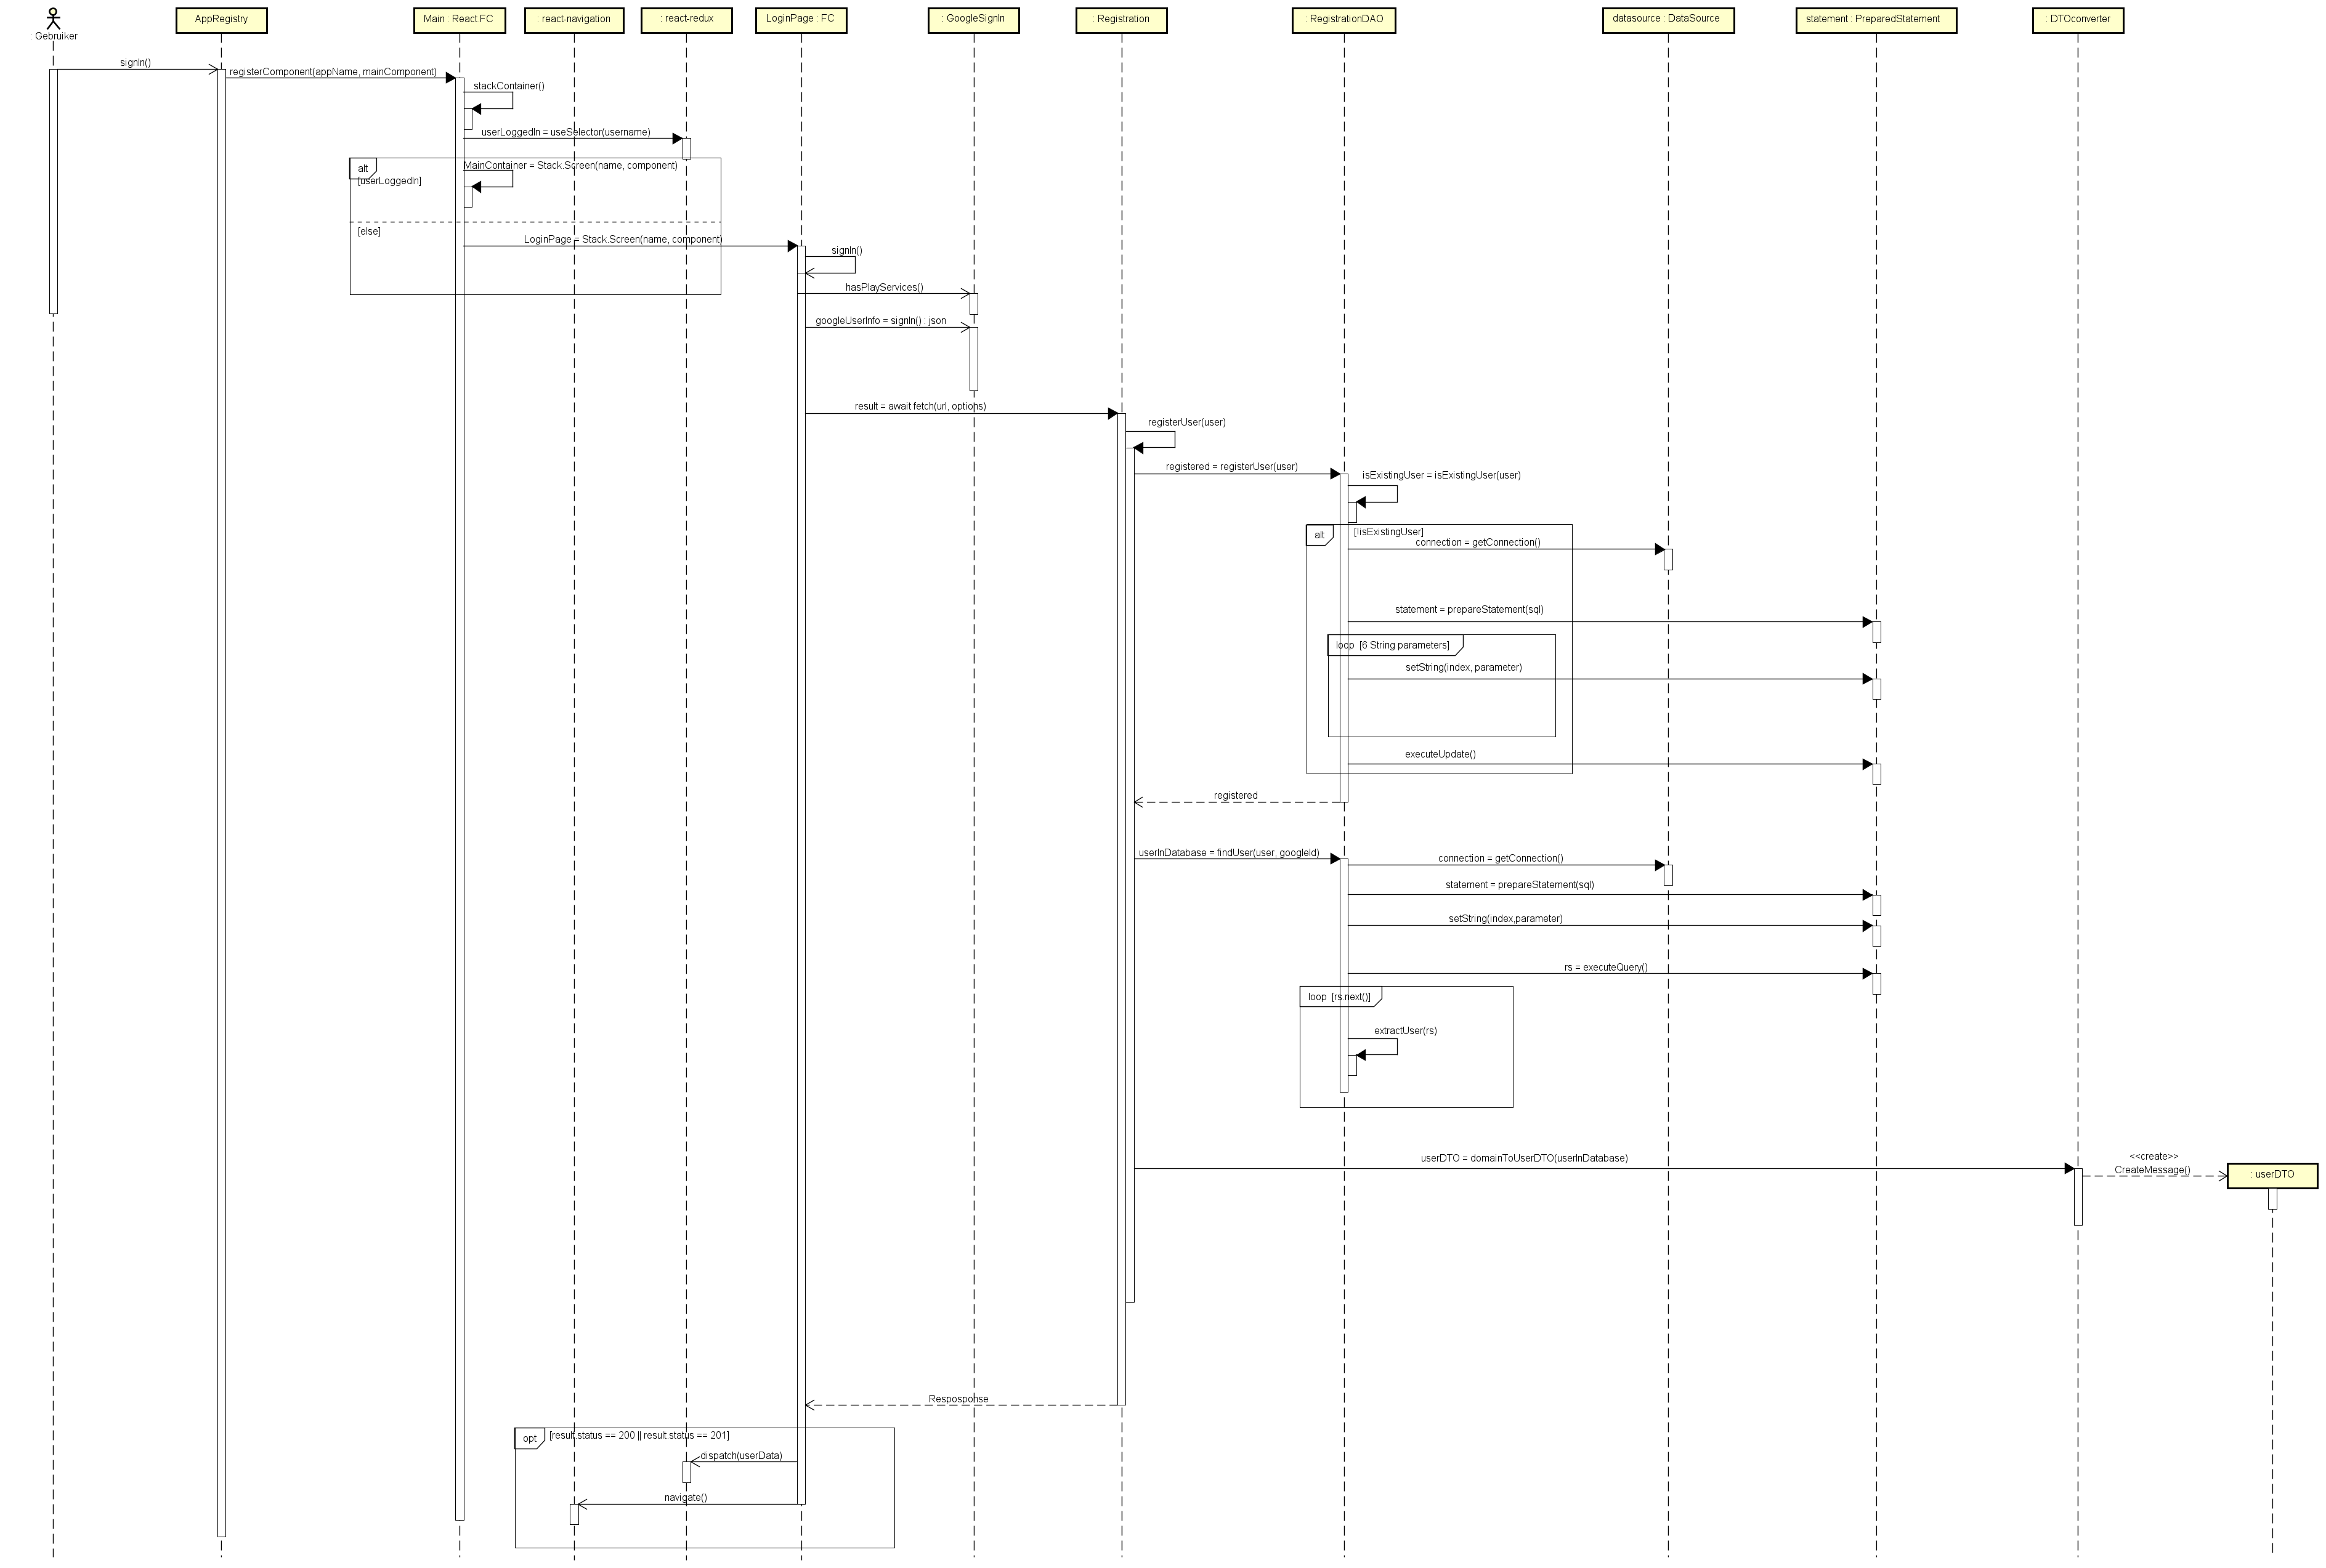 : Gebruiker
AppRegistry
Main : React.FC
: react-navigation
: react-redux
LoginPage : FC
: GoogleSignIn
: Registration
: RegistrationDAO
datasource : DataSource
statement : PreparedStatement
: DTOconverter
signIn()
registerComponent(appName, mainComponent)
stackContainer()
userLoggedIn = useSelector(username)
alt
MainContainer = Stack.Screen(name, component)
[userLoggedIn]
[else]
LoginPage = Stack.Screen(name, component)
signIn()
hasPlayServices()
googleUserInfo = signIn() : json
result = await fetch(url, options)
registerUser(user)
registered = registerUser(user)
isExistingUser = isExistingUser(user)
alt
[!isExistingUser]
connection = getConnection()
statement = prepareStatement(sql)
loop [6 String parameters]
setString(index, parameter)
executeUpdate()
registered
userInDatabase = findUser(user, googleId)
connection = getConnection()
statement = prepareStatement(sql)
setString(index,parameter)
rs = executeQuery()
loop [rs.next()]
extractUser(rs)
userDTO = domainToUserDTO(userInDatabase)
<<create>>
CreateMessage()
: userDTO
Resposponse
opt
[result.status == 200 || result.status == 201]
dispatch(userData)
navigate()